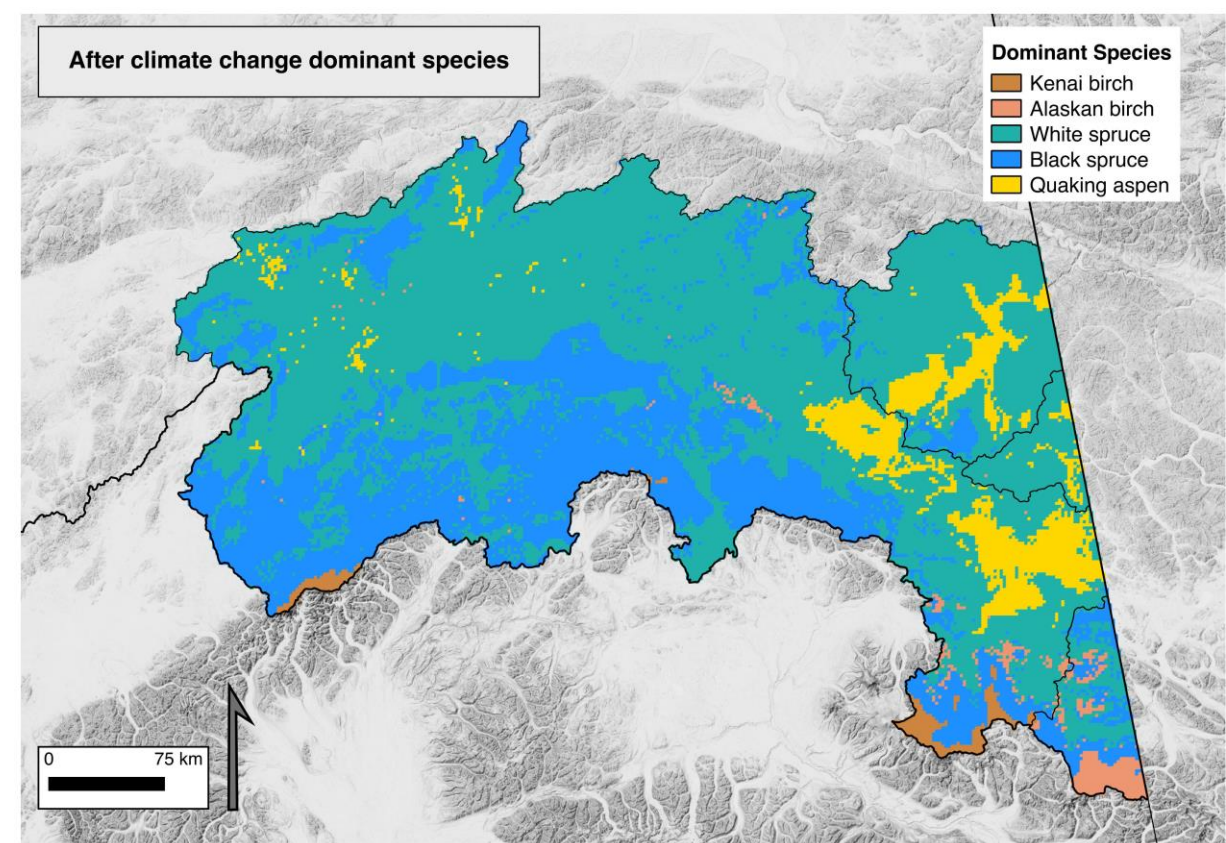 After climate change dominant species
Dominant Species
Kenai birch
Alaskan birch
White spruce
Black spruce
Quaking aspen
0 75 km